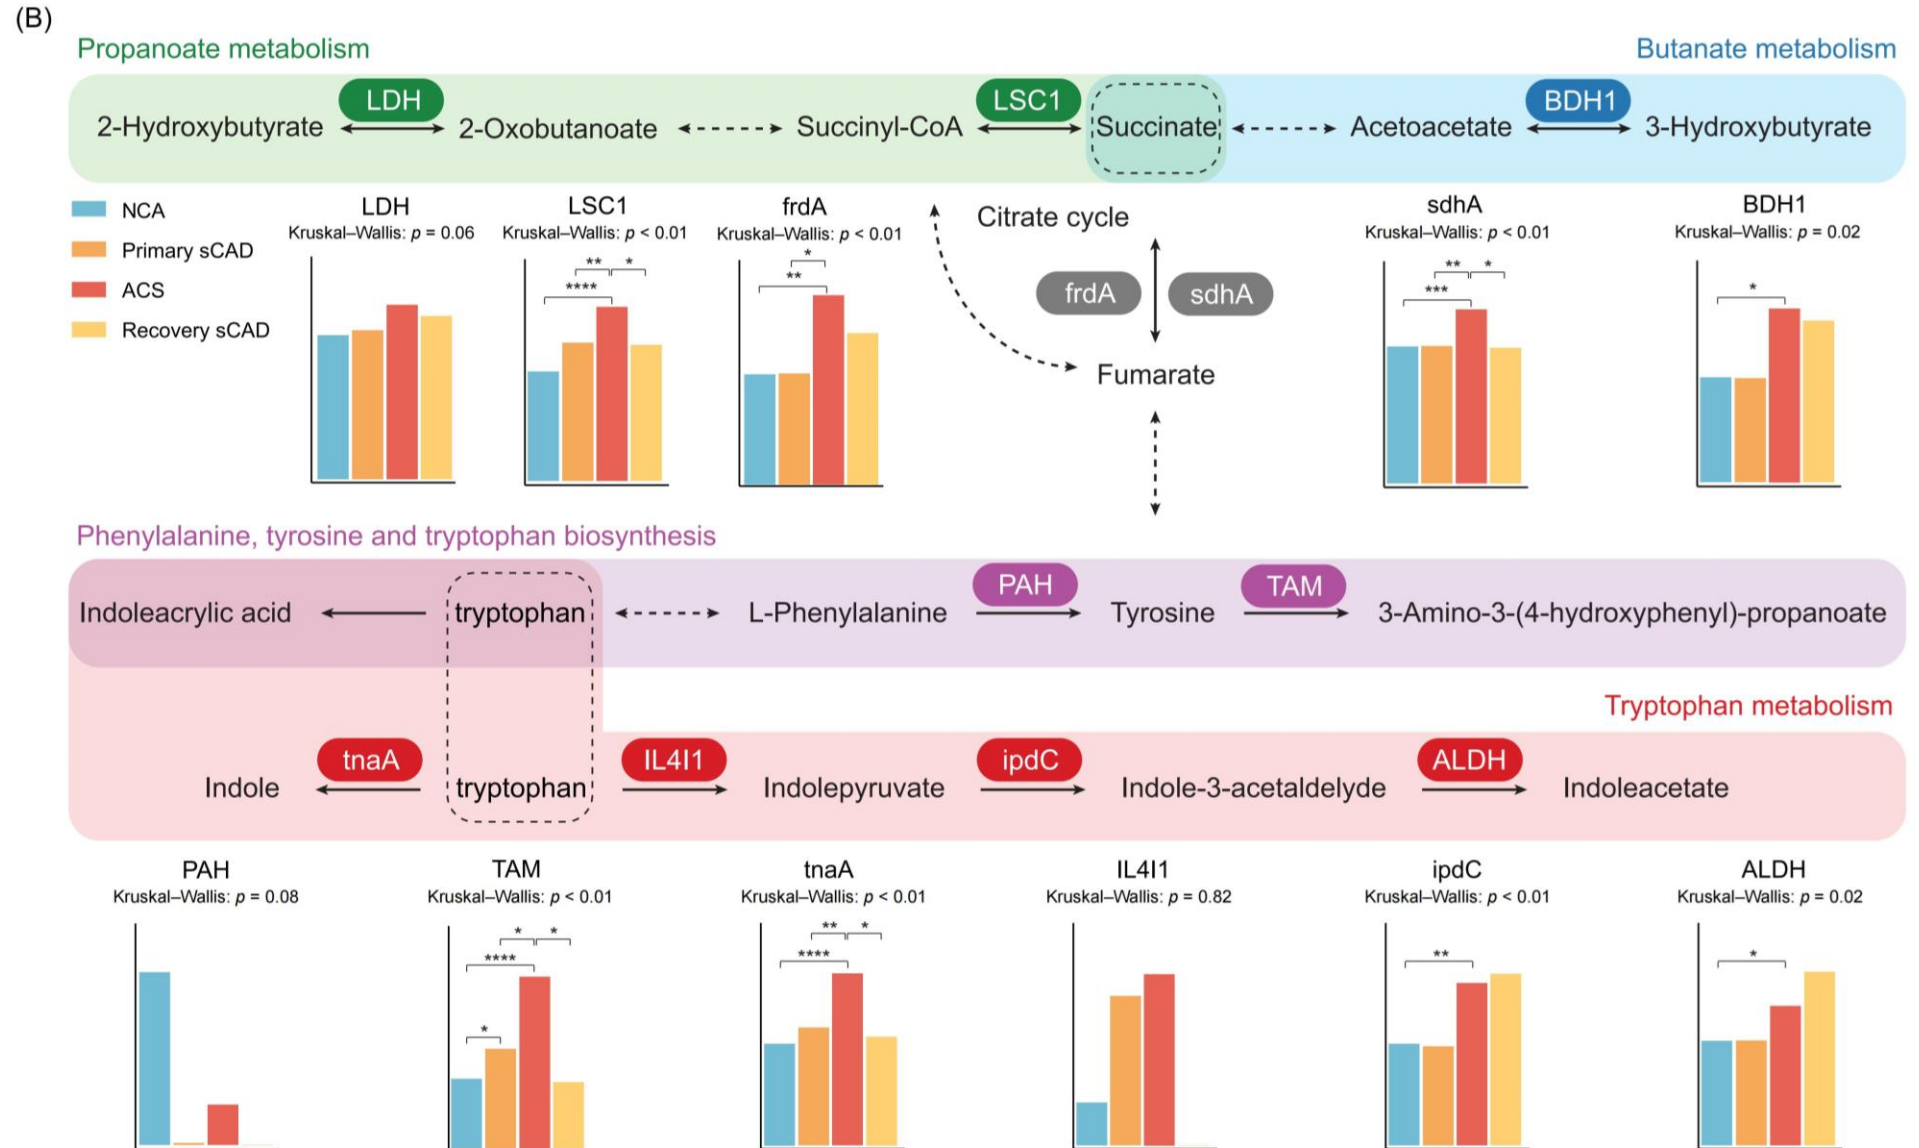 (B)
Propanoate metabolism
Butanate metabolism
LDH
LSC1
BDH1
2-Hydroxybutyrate
2-Oxobutanoate
Succinyl-CoA
Succinate
Acetoacetate
3-Hydroxybutyrate
NCA
Primary sCAD
ACS
Recovery sCAD
LDH
Kruskal–Wallis: p = 0.06
LSC1
Kruskal–Wallis: p < 0.01
** *
****
frdA
Kruskal–Wallis: p < 0.01
*
**
Citrate cycle
frdA
sdhA
Fumarate
sdhA
Kruskal–Wallis: p < 0.01
** *
***
BDH1
Kruskal–Wallis: p = 0.02
*
Phenylalanine, tyrosine and tryptophan biosynthesis
PAH
TAM
Indoleacrylic acid
tryptophan
L-Phenylalanine
Tyrosine
3-Amino-3-(4-hydroxyphenyl)-propanoate
Tryptophan metabolism
tnaA
IL4I1
ipdC
ALDH
Indole
tryptophan
Indolepyruvate
Indole-3-acetaldelyde
Indoleacetate
PAH
Kruskal–Wallis: p = 0.08
TAM
Kruskal–Wallis: p < 0.01
* *
****
*
tnaA
Kruskal–Wallis: p < 0.01
** *
****
IL4I1
Kruskal–Wallis: p = 0.82
ipdC
Kruskal–Wallis: p < 0.01
**
ALDH
Kruskal–Wallis: p = 0.02
*